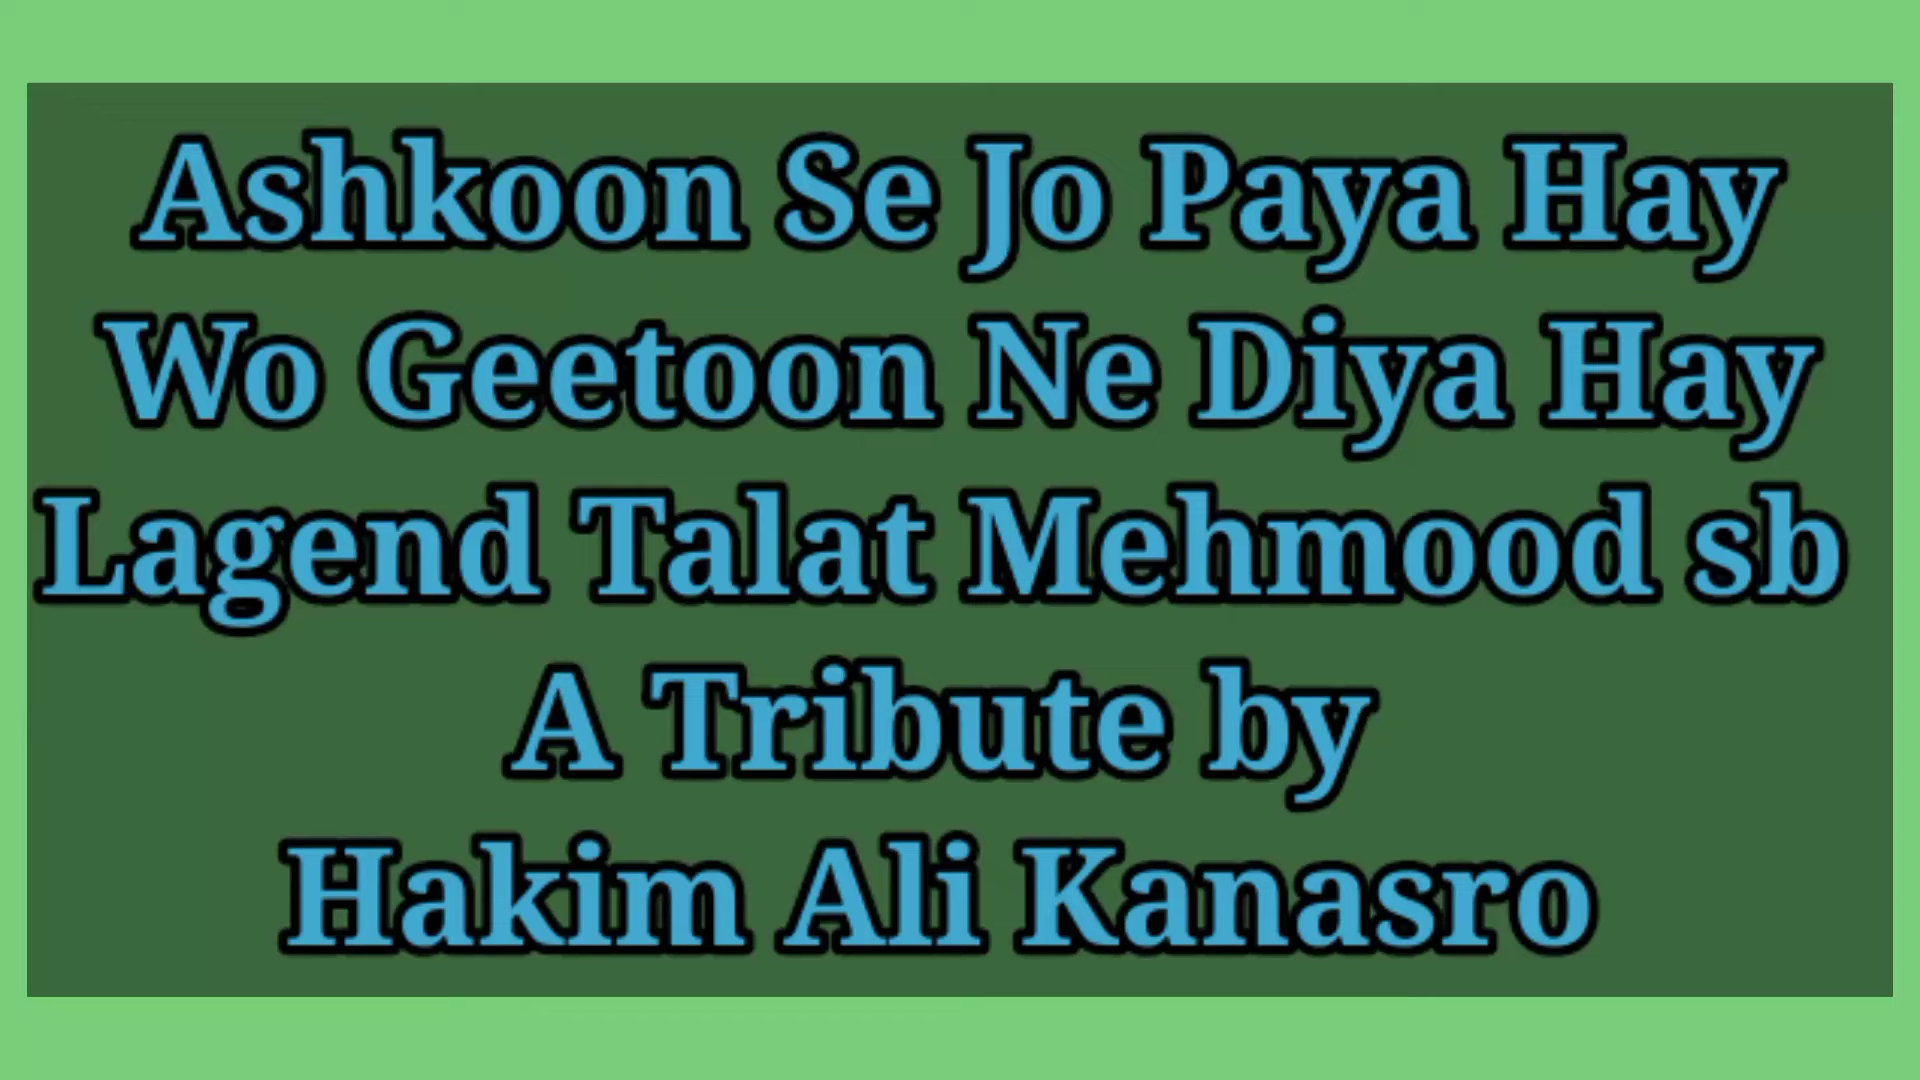 Ashkoon Se Jo Paya Hay
Wo Geetoon Ne Diya Hay
Lagend Talat Mehmood sb
A Tribute by
Hakim Ali Kanasro